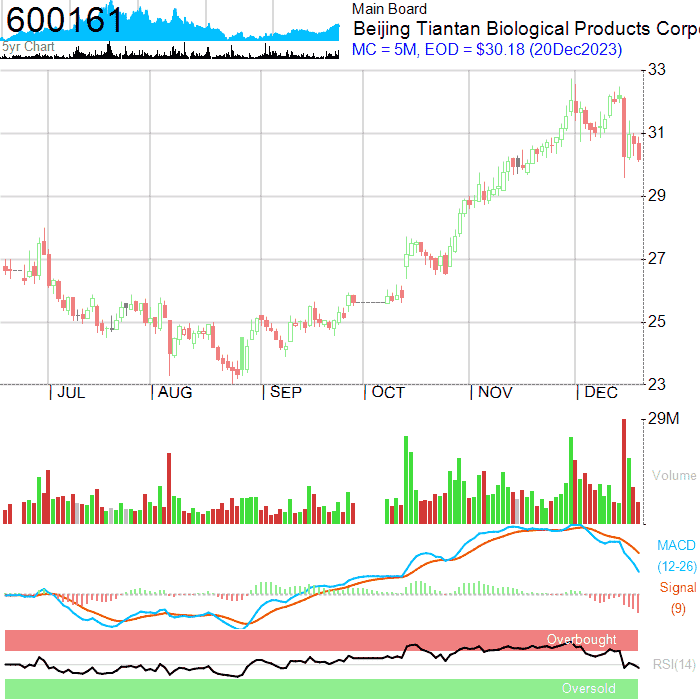 600161
5yr Chart
Main Board
Beijing Tiantan Biological Products Corpo
MC = 5M, EOD = $30.18 (20Dec2023)
33
31
29
27
25
23
JUL AUG SEP OCT NOV DEC
29M
Volume
MACD
(12-26)
Signal
(9)
Overbought
RSI(14)
Oversold